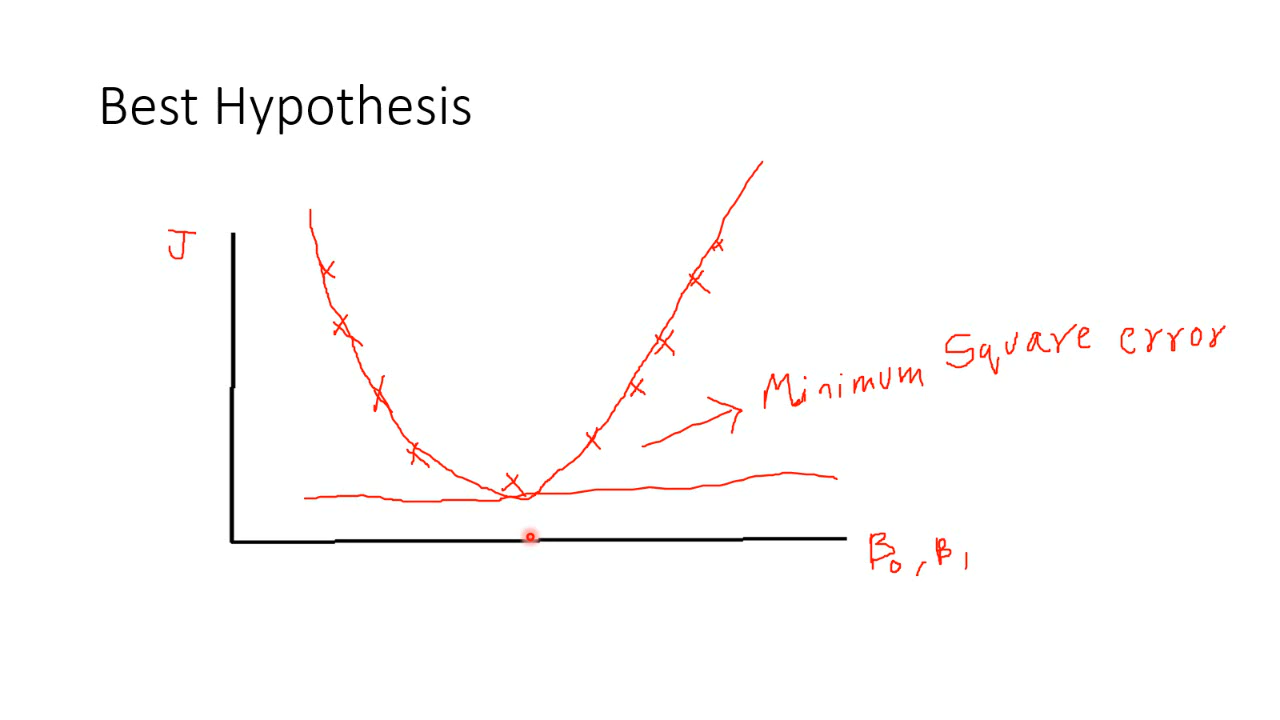 Best Hypothesis
J
Minimum Square error
B₀, B₁